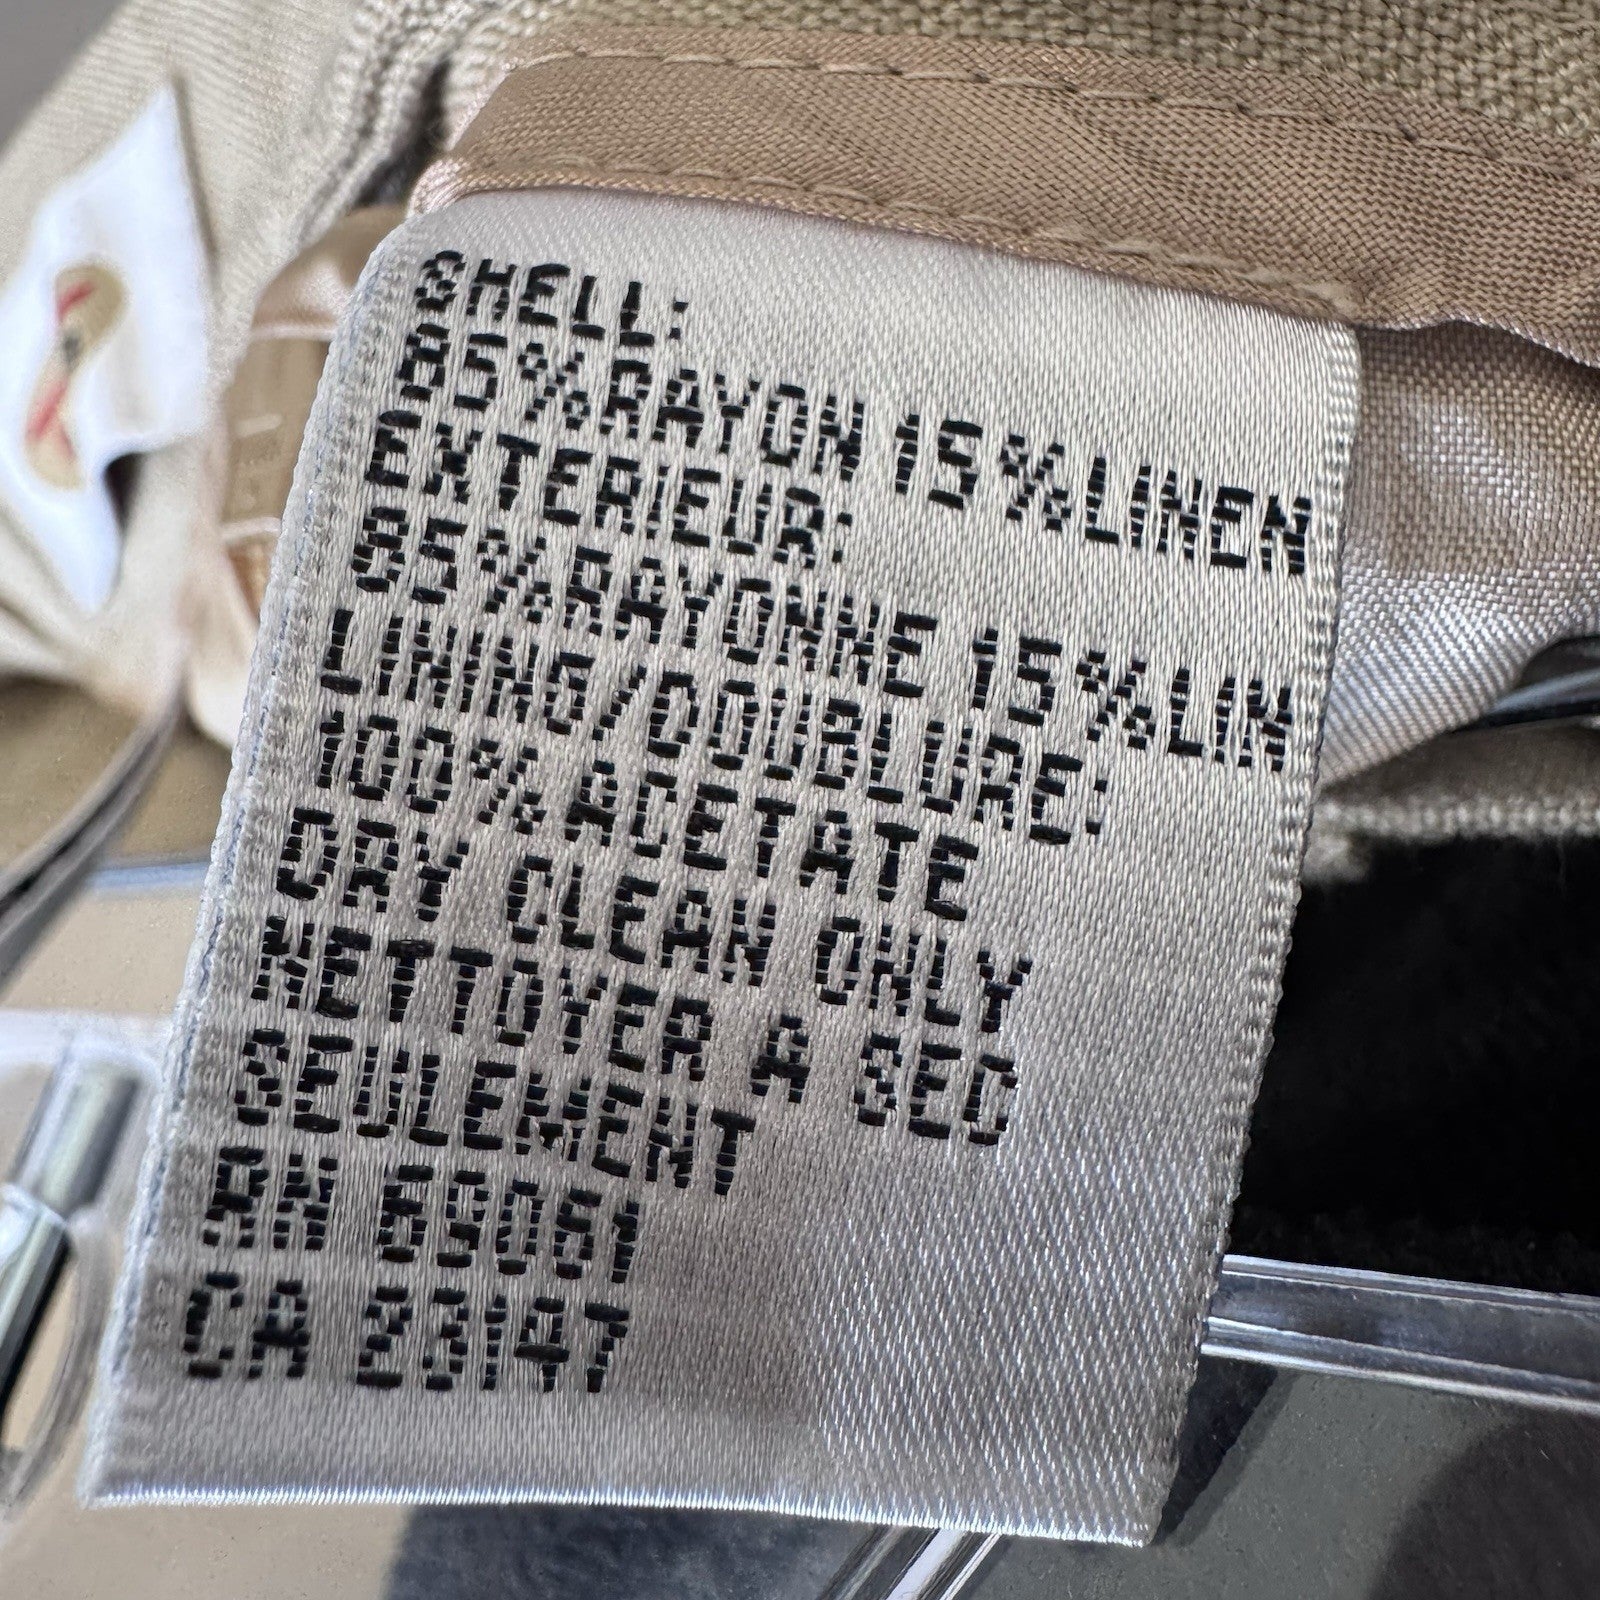 SHELL:
85% RAYON 15% LINEN
EXTERIEUR:
85% RAYONNE 15% LIN
LINING/DOUBLURE:
100% ACETATE
DRY CLEAN ONLY
NETTOYER A SEC
SEULEMENT
RN 69061
CA 23147